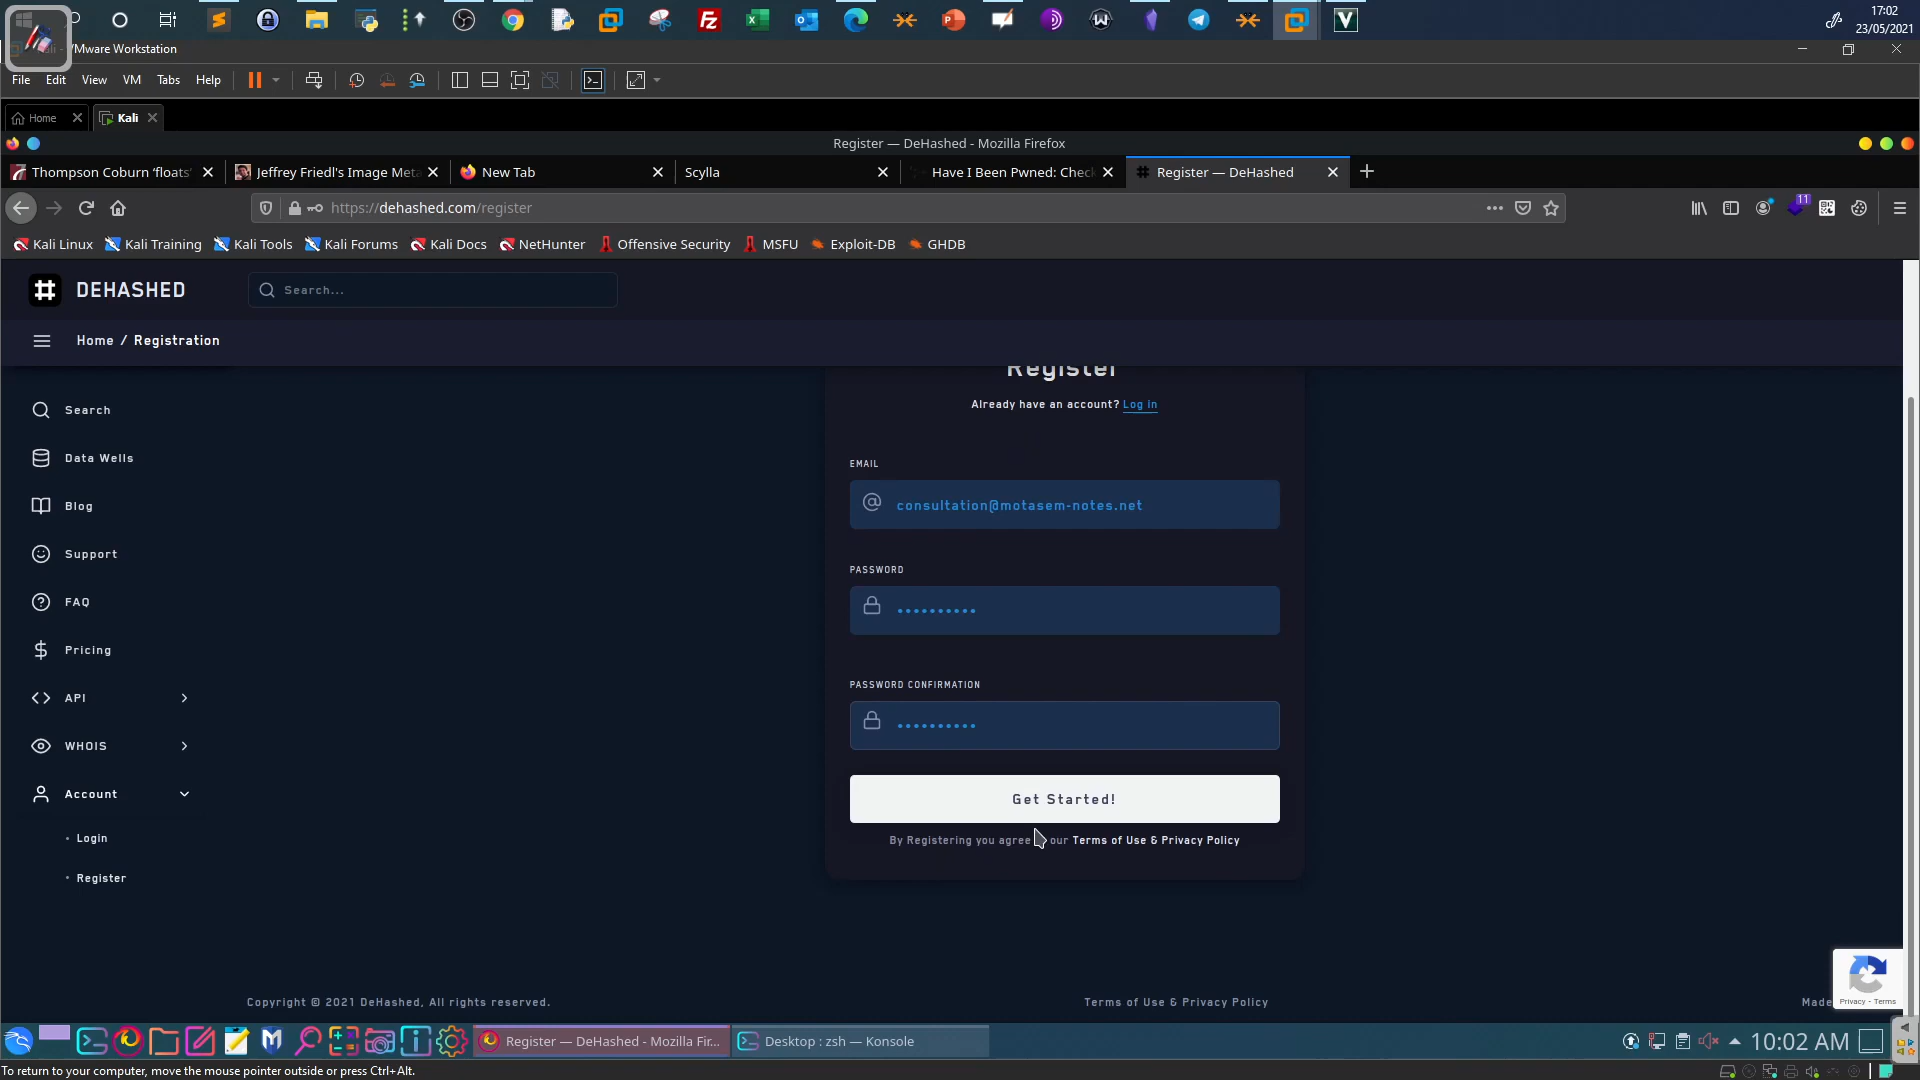 17:02
23/05/2021
VMware Workstation
File Edit View VM Tabs Help
Home Kali
Register — DeHashed - Mozilla Firefox
Thompson Coburn ‘floats’ Jeffrey Friedl's Image Meta New Tab Scylla Have I Been Pwned: Check Register — DeHashed
https://dehashed.com/register
11
Kali Linux Kali Training Kali Tools Kali Forums Kali Docs NetHunter Offensive Security MSFU Exploit-DB GHDB
DEHASHED Search...
Home / Registration
Register
Already have an account? Log in
Search
Data Wells
Blog
Support
FAQ
Pricing
API
WHOIS
Account
Login
Register
EMAIL
consultation@motasem-notes.net
PASSWORD
••••••••••
PASSWORD CONFIRMATION
••••••••••
Get Started!
By Registering you agree our Terms of Use & Privacy Policy
Privacy - Terms
Copyright © 2021 DeHashed, All rights reserved. Terms of Use & Privacy Policy Made
Register — DeHashed - Mozilla Fir... Desktop : zsh — Konsole 10:02 AM
To return to your computer, move the mouse pointer outside or press Ctrl+Alt.